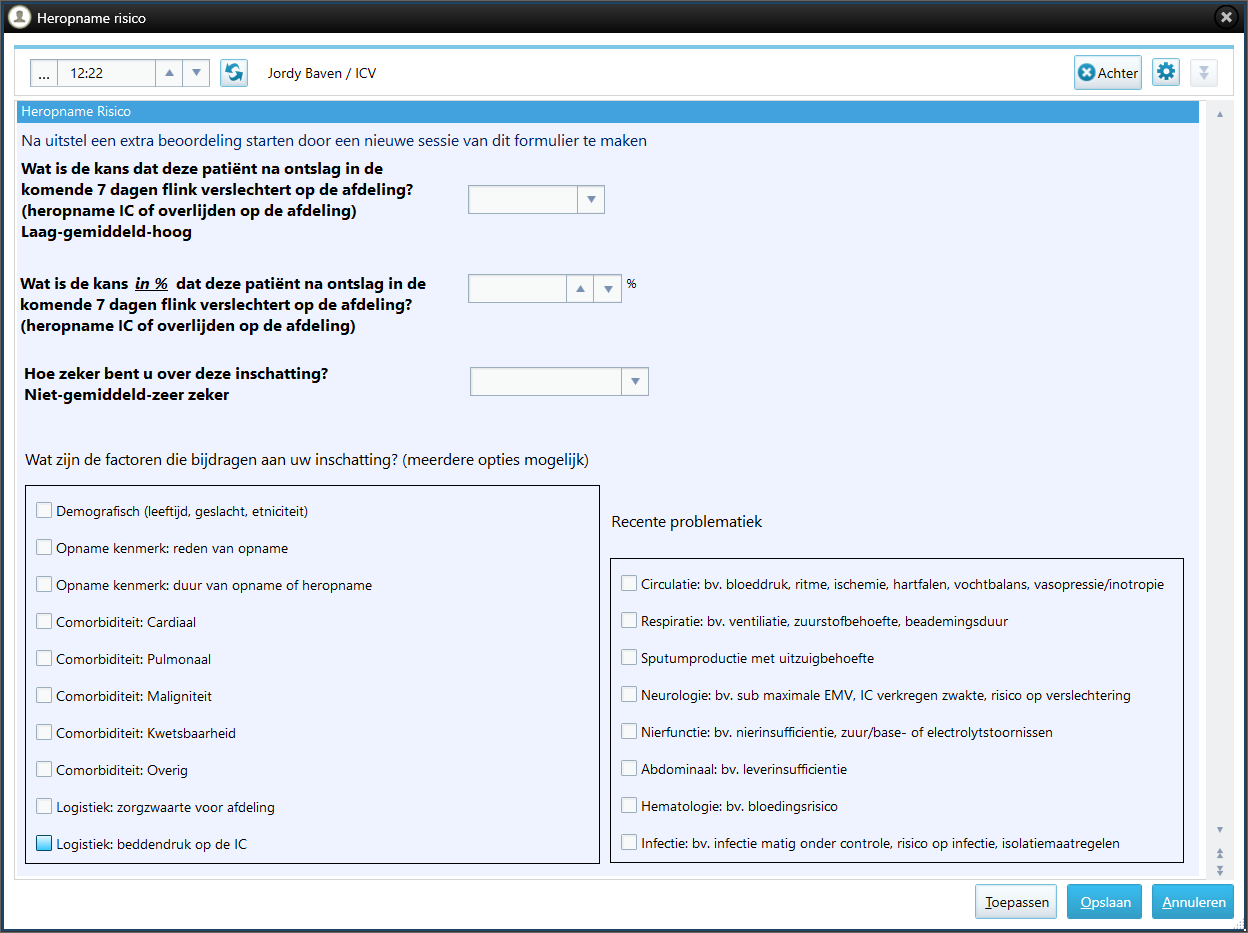 Heropname risico
... 12:22 Jordy Baven / ICV Achter
Heropname Risico
Na uitstel een extra beoordeling starten door een nieuwe sessie van dit formulier te maken
Wat is de kans dat deze patiënt na ontslag in de
komende 7 dagen flink verslechtert op de afdeling?
(heropname IC of overlijden op de afdeling)
Laag-gemiddeld-hoog
Wat is de kans in % dat deze patiënt na ontslag in de
komende 7 dagen flink verslechtert op de afdeling?
(heropname IC of overlijden op de afdeling)
%
Hoe zeker bent u over deze inschatting?
Niet-gemiddeld-zeer zeker
Wat zijn de factoren die bijdragen aan uw inschatting? (meerdere opties mogelijk)
Demografisch (leeftijd, geslacht, etniciteit)
Opname kenmerk: reden van opname
Opname kenmerk: duur van opname of heropname
Comorbiditeit: Cardiaal
Comorbiditeit: Pulmonaal
Comorbiditeit: Maligniteit
Comorbiditeit: Kwetsbaarheid
Comorbiditeit: Overig
Logistiek: zorgzwaarte voor afdeling
Logistiek: beddendruk op de IC
Recente problematiek
Circulatie: bv. bloeddruk, ritme, ischemie, hartfalen, vochtbalans, vasopressie/inotropie
Respiratie: bv. ventiliatie, zuurstofbehoefte, beademingsduur
Sputumproductie met uitzuigbehoefte
Neurologie: bv. sub maximale EMV, IC verkregen zwakte, risico op verslechtering
Nierfunctie: bv. nierinsufficientie, zuur/base- of electrolytstoornissen
Abdominaal: bv. leverinsufficientie
Hematologie: bv. bloedingsrisico
Infectie: bv. infectie matig onder controle, risico op infectie, isolatiemaatregelen
Toepassen Opslaan Annuleren